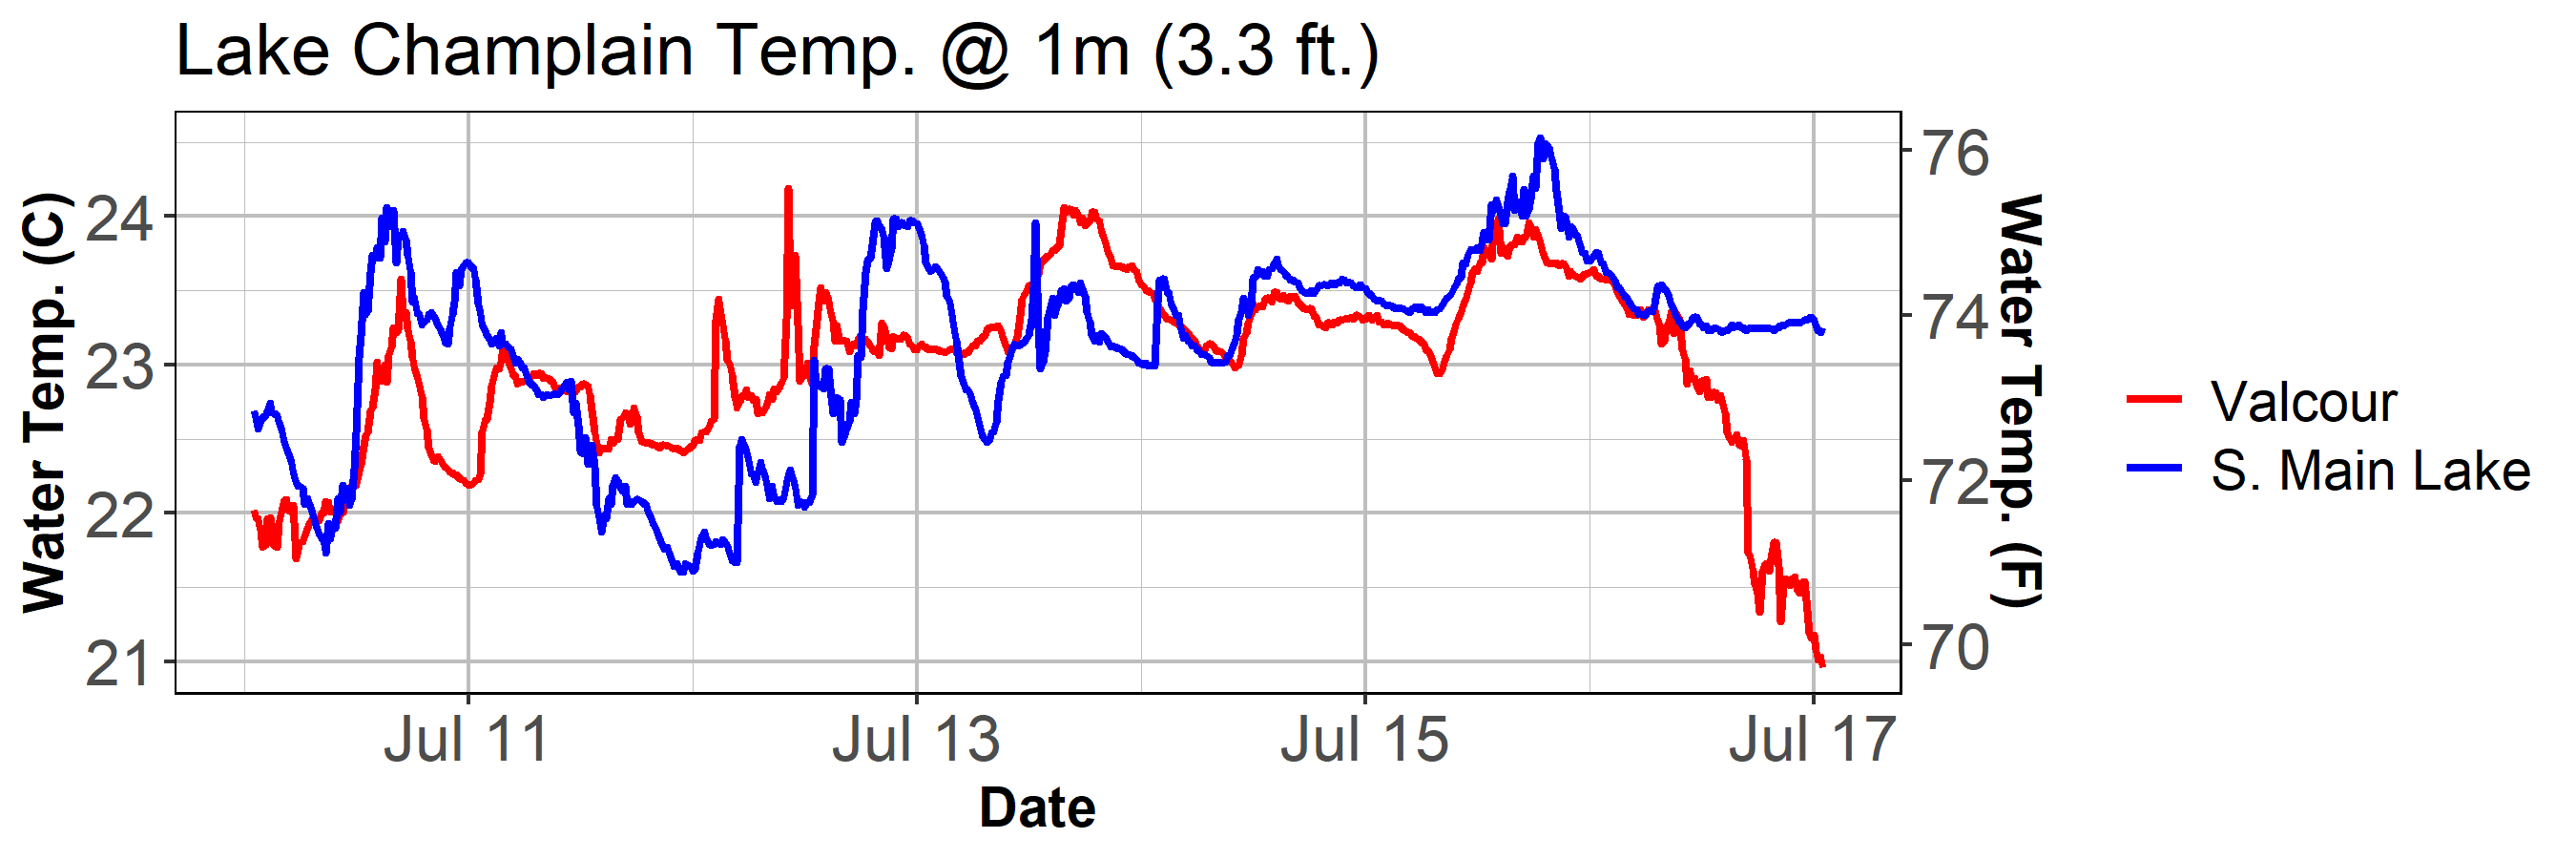 Lake Champlain Temp. @ 1m (3.3 ft.)
Water Temp. (C)
24
23
22
21
76
74
72
70
Water Temp. (F)
Jul 11
Jul 13
Jul 15
Jul 17
Date
Valcour
S. Main Lake